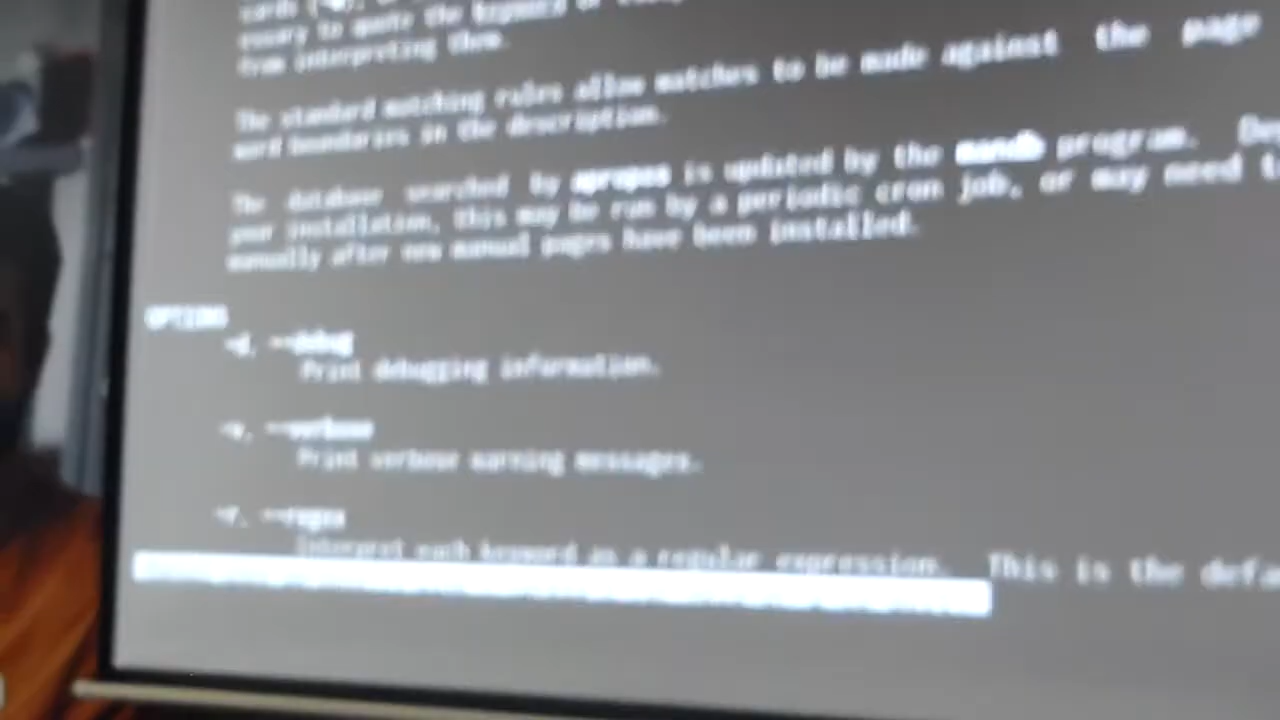 essary to quote the keyword or
from interpreting them.
The standard matching rules allow matches to be made against the page
word boundaries in the description.
The database searched by apropos is updated by the mandb program.
your installation, this may be run by a periodic cron job, or may need
manually after new manual pages have been installed.
OPTIONS
-d, --debug
Print debugging information.
-v, --verbose
Print verbose warning messages.
-r, --regex
Interpret each keyword as a regular expression. This is the